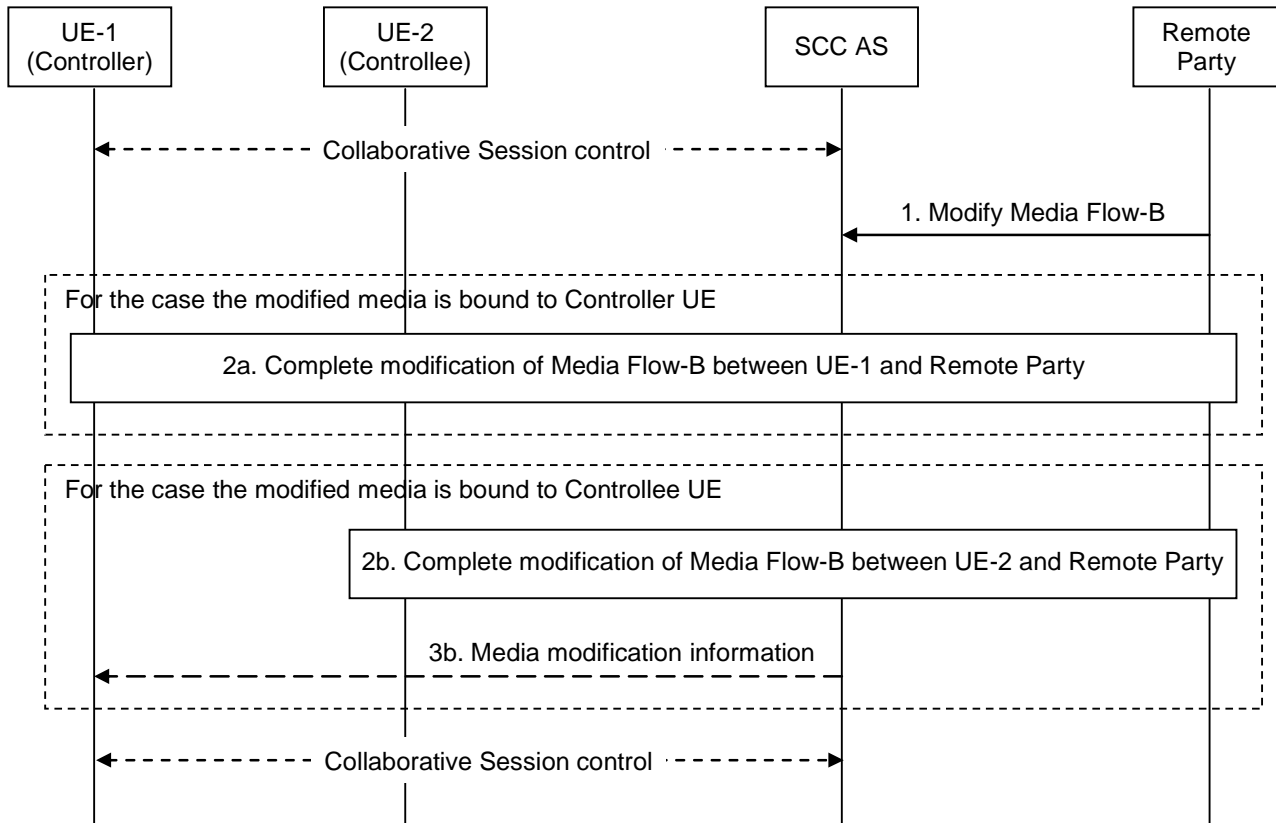 UE-1
(Controller)
UE-2
(Controllee)
SCC AS
Remote
Party
Collaborative Session control
1. Modify Media Flow-B
For the case the modified media is bound to Controller UE
2a. Complete modification of Media Flow-B between UE-1 and Remote Party
For the case the modified media is bound to Controllee UE
2b. Complete modification of Media Flow-B between UE-2 and Remote Party
3b. Media modification information
Collaborative Session control